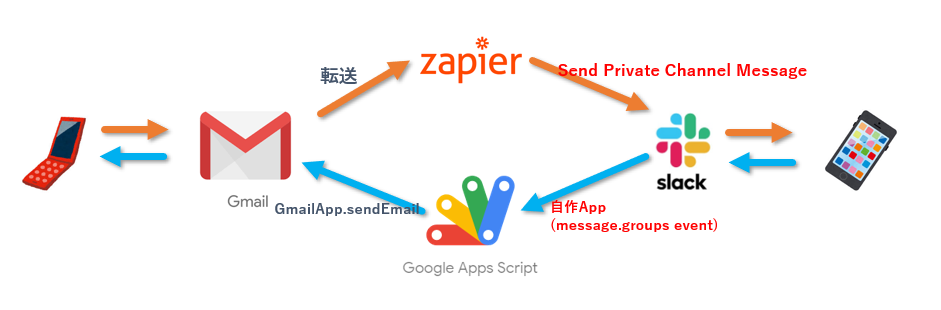 zapier
転送
Send Private Channel Message
slack
Gmail
GmailApp.sendEmail
自作App
(message.groups event)
Google Apps Script